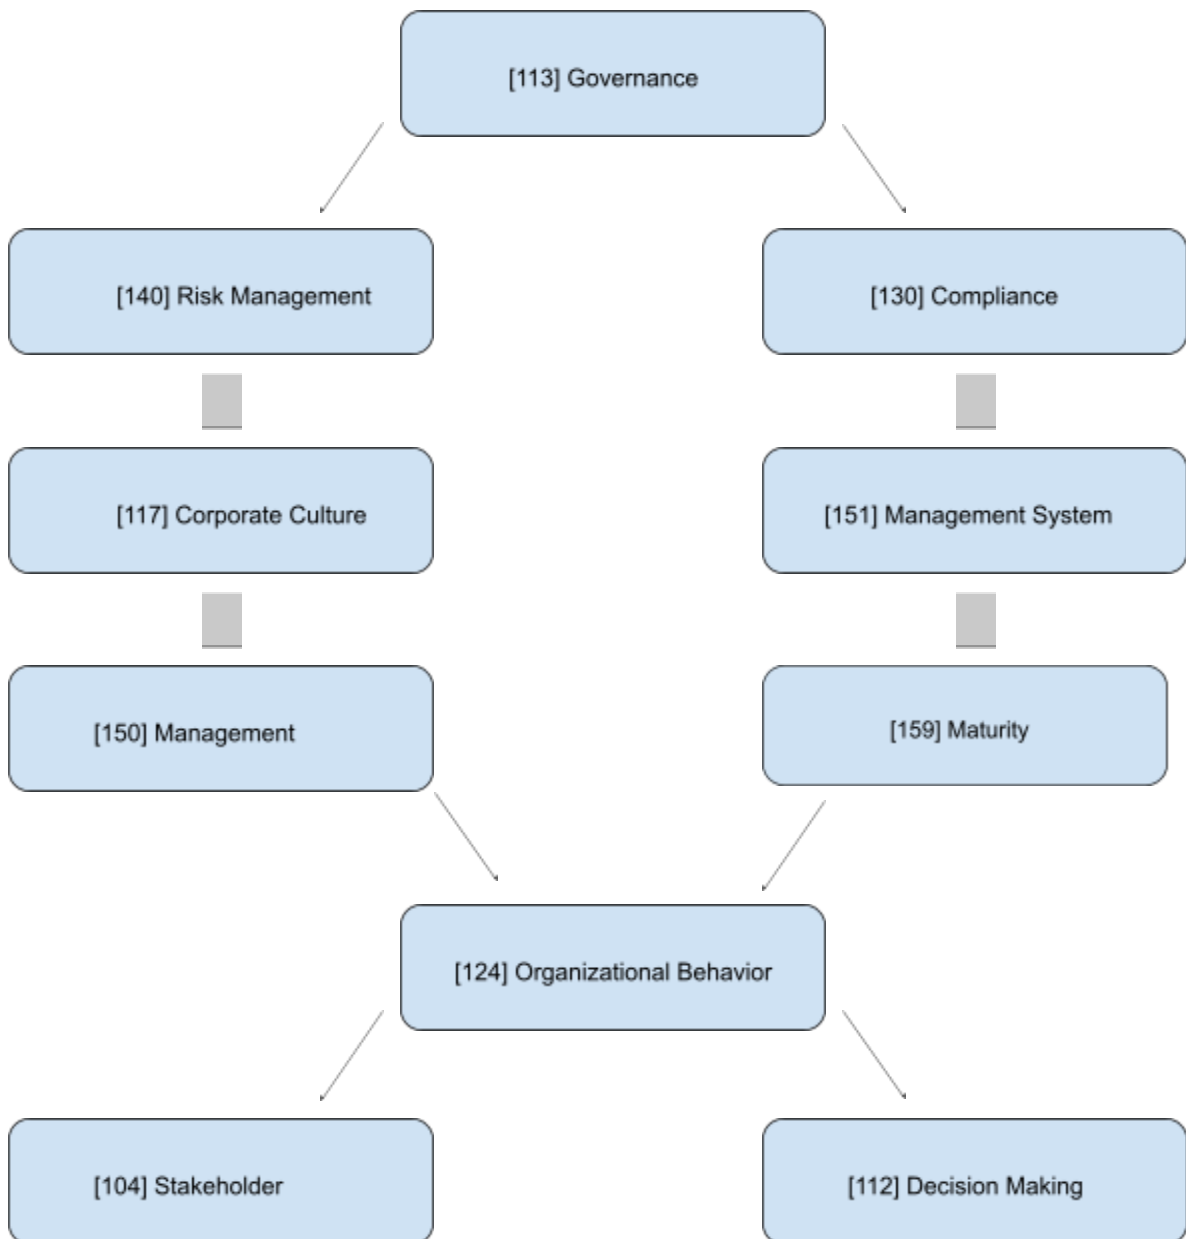 [113] Governance
[140] Risk Management
[130] Compliance
[117] Corporate Culture
[151] Management System
[150] Management
[159] Maturity
[124] Organizational Behavior
[104] Stakeholder
[112] Decision Making